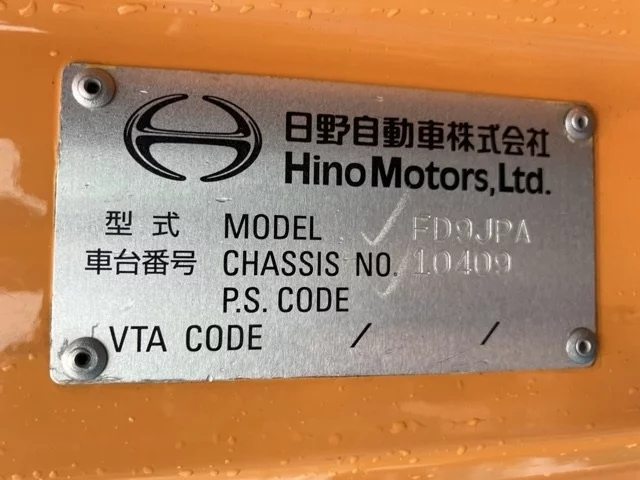 日野自動車株式会社
Hino Motors, Ltd.
型式 MODEL FD9JPA
車台番号 CHASSIS NO. 10409
P.S. CODE
VTA CODE / /